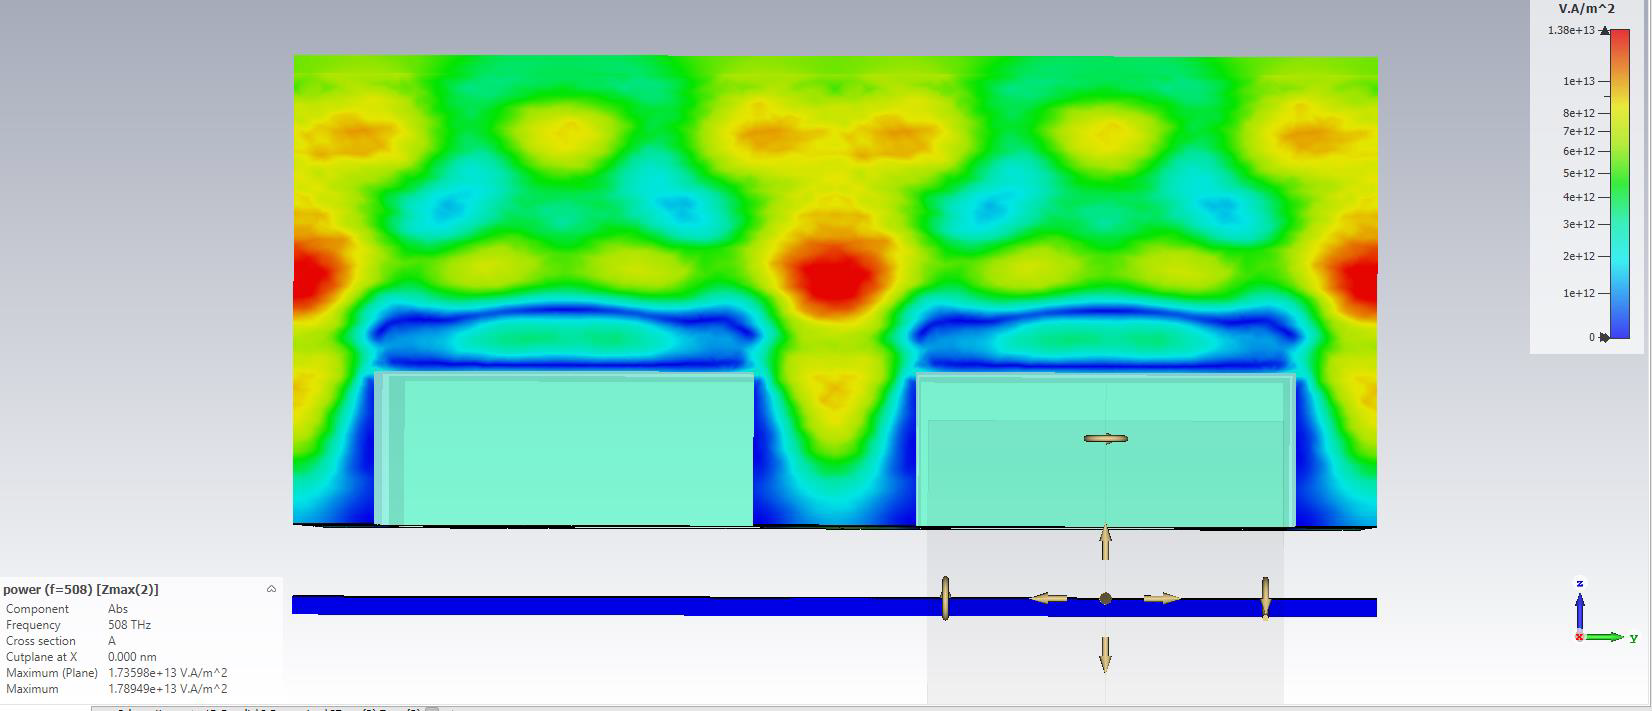 V.A/m^2
1.38e+13
1e+13
8e+12
7e+12
6e+12
5e+12
4e+12
3e+12
2e+12
1e+12
0
power (f=508) [Zmax(2)]
Component Abs
Frequency 508 THz
Cross section A
Cutplane at X 0.000 nm
Maximum (Plane) 1.73598e+13 V.A/m^2
Maximum 1.78949e+13 V.A/m^2
z
x
y